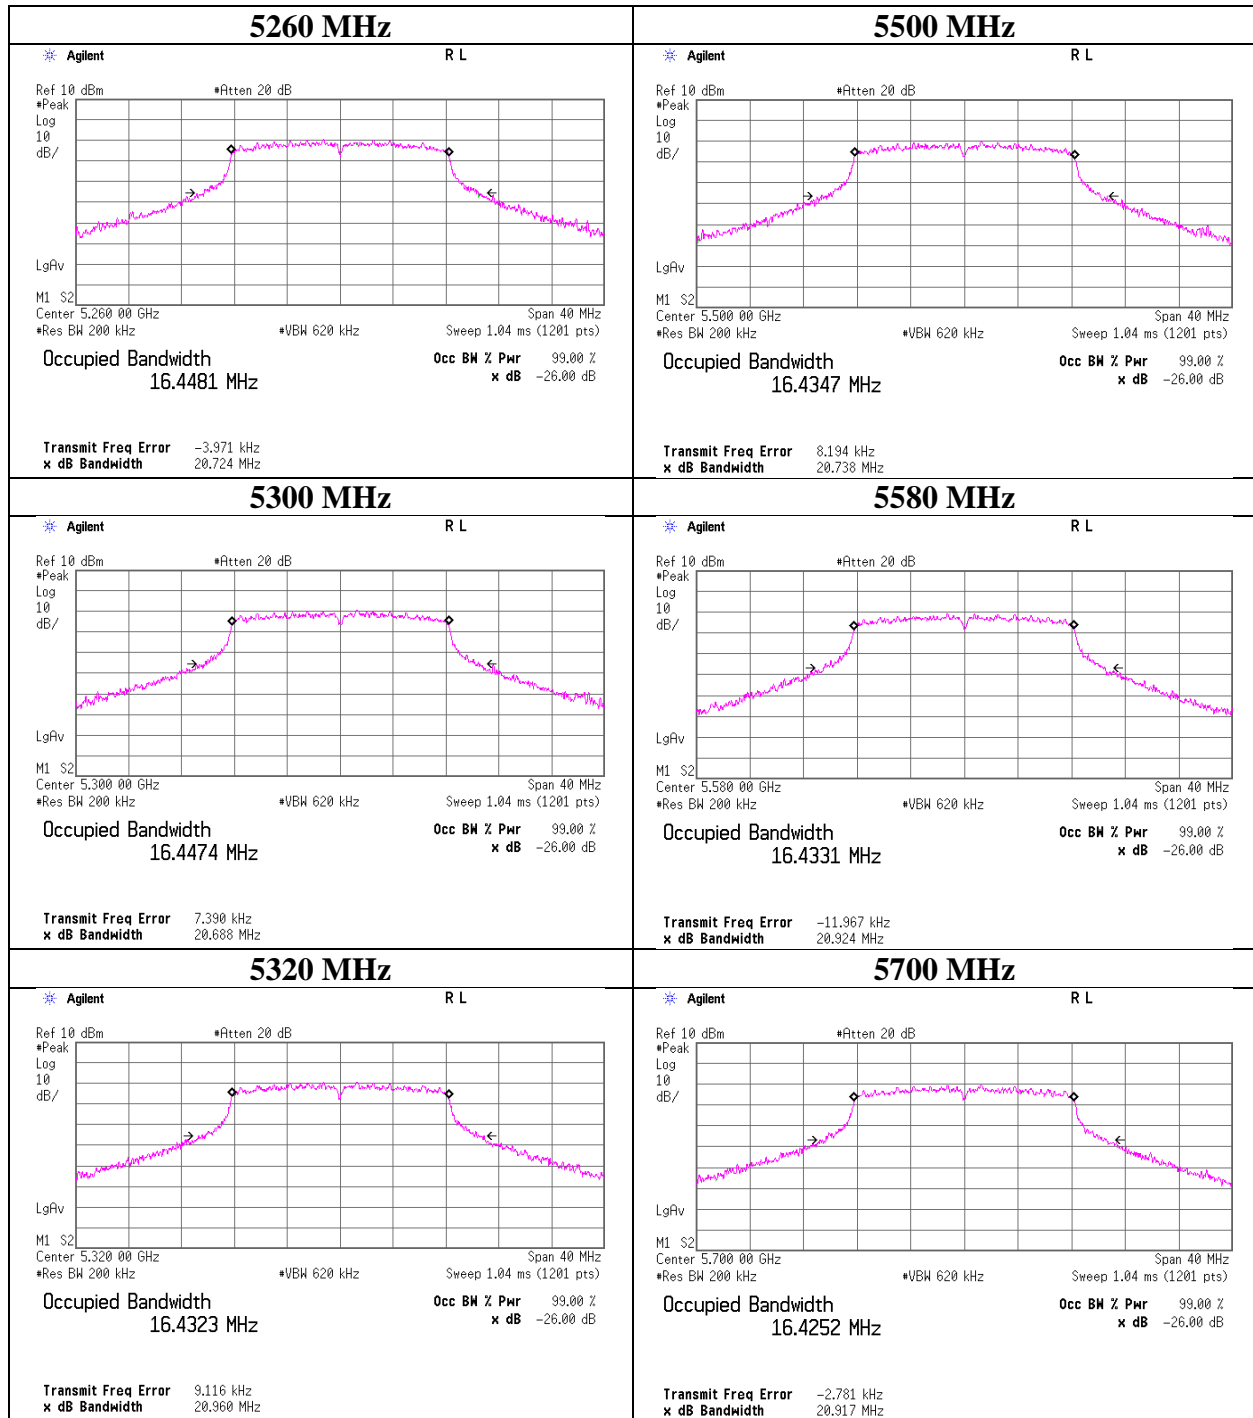 5260 MHz
Agilent R L
Ref 10 dBm #Atten 20 dB
#Peak
Log
10
dB/
LgAv
M1 S2
Center 5.260 00 GHz Span 40 MHz
#Res BW 200 kHz #VBW 620 kHz Sweep 1.04 ms (1201 pts)
Occupied Bandwidth Occ BW % Pwr 99.00 %
16.4481 MHz x dB -26.00 dB
Transmit Freq Error -3.971 kHz
x dB Bandwidth 20.724 MHz
5500 MHz
Agilent R L
Ref 10 dBm #Atten 20 dB
#Peak
Log
10
dB/
LgAv
M1 S2
Center 5.500 00 GHz Span 40 MHz
#Res BW 200 kHz #VBW 620 kHz Sweep 1.04 ms (1201 pts)
Occupied Bandwidth Occ BW % Pwr 99.00 %
16.4347 MHz x dB -26.00 dB
Transmit Freq Error 8.194 kHz
x dB Bandwidth 20.738 MHz
5300 MHz
Agilent R L
Ref 10 dBm #Atten 20 dB
#Peak
Log
10
dB/
LgAv
M1 S2
Center 5.300 00 GHz Span 40 MHz
#Res BW 200 kHz #VBW 620 kHz Sweep 1.04 ms (1201 pts)
Occupied Bandwidth Occ BW % Pwr 99.00 %
16.4474 MHz x dB -26.00 dB
Transmit Freq Error 7.390 kHz
x dB Bandwidth 20.688 MHz
5580 MHz
Agilent R L
Ref 10 dBm #Atten 20 dB
#Peak
Log
10
dB/
LgAv
M1 S2
Center 5.580 00 GHz Span 40 MHz
#Res BW 200 kHz #VBW 620 kHz Sweep 1.04 ms (1201 pts)
Occupied Bandwidth Occ BW % Pwr 99.00 %
16.4331 MHz x dB -26.00 dB
Transmit Freq Error -11.967 kHz
x dB Bandwidth 20.924 MHz
5320 MHz
Agilent R L
Ref 10 dBm #Atten 20 dB
#Peak
Log
10
dB/
LgAv
M1 S2
Center 5.320 00 GHz Span 40 MHz
#Res BW 200 kHz #VBW 620 kHz Sweep 1.04 ms (1201 pts)
Occupied Bandwidth Occ BW % Pwr 99.00 %
16.4323 MHz x dB -26.00 dB
Transmit Freq Error 9.116 kHz
x dB Bandwidth 20.960 MHz
5700 MHz
Agilent R L
Ref 10 dBm #Atten 20 dB
#Peak
Log
10
dB/
LgAv
M1 S2
Center 5.700 00 GHz Span 40 MHz
#Res BW 200 kHz #VBW 620 kHz Sweep 1.04 ms (1201 pts)
Occupied Bandwidth Occ BW % Pwr 99.00 %
16.4252 MHz x dB -26.00 dB
Transmit Freq Error -2.781 kHz
x dB Bandwidth 20.917 MHz